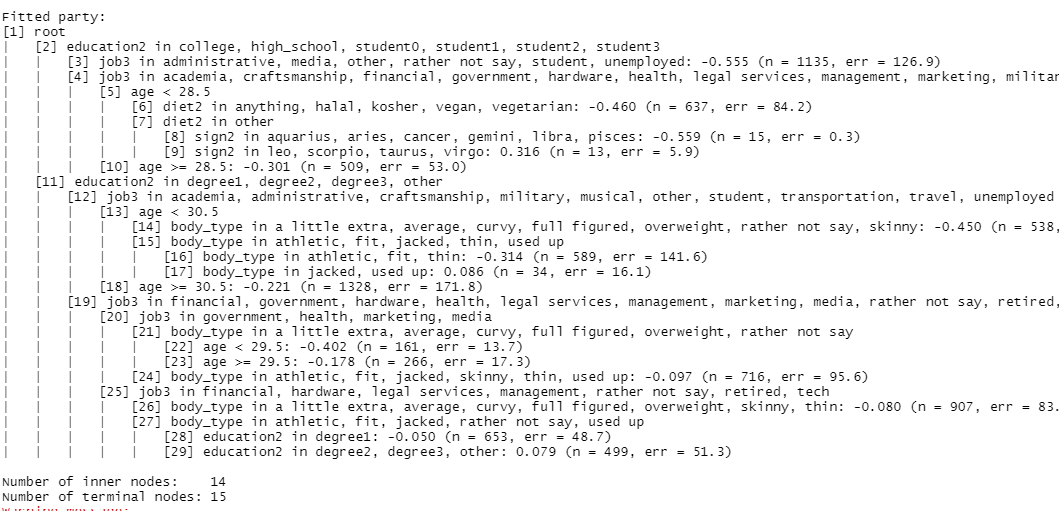 Fitted party:
[1] root
|   [2] education2 in college, high_school, student0, student1, student2, student3
|   |   [3] job3 in administrative, media, other, rather not say, student, unemployed: -0.555 (n = 1135, err = 126.9)
|   |   [4] job3 in academia, craftsmanship, financial, government, hardware, health, legal services, management, marketing, militar
|   |   |   [5] age < 28.5
|   |   |   |   [6] diet2 in anything, halal, kosher, vegan, vegetarian: -0.460 (n = 637, err = 84.2)
|   |   |   |   [7] diet2 in other
|   |   |   |   |   [8] sign2 in aquarius, aries, cancer, gemini, libra, pisces: -0.559 (n = 15, err = 0.3)
|   |   |   |   |   [9] sign2 in leo, scorpio, taurus, virgo: 0.316 (n = 13, err = 5.9)
|   |   |   [10] age >= 28.5: -0.301 (n = 509, err = 53.0)
|   [11] education2 in degree1, degree2, degree3, other
|   |   [12] job3 in academia, administrative, craftsmanship, military, musical, other, student, transportation, travel, unemployed
|   |   |   [13] age < 30.5
|   |   |   |   [14] body_type in a little extra, average, curvy, full figured, overweight, rather not say, skinny: -0.450 (n = 538,
|   |   |   |   [15] body_type in athletic, fit, jacked, thin, used up
|   |   |   |   |   [16] body_type in athletic, fit, thin: -0.314 (n = 589, err = 141.6)
|   |   |   |   |   [17] body_type in jacked, used up: 0.086 (n = 34, err = 16.1)
|   |   |   [18] age >= 30.5: -0.221 (n = 1328, err = 171.8)
|   |   [19] job3 in financial, government, hardware, health, legal services, management, marketing, media, rather not say, retired,
|   |   |   [20] job3 in government, health, marketing, media
|   |   |   |   [21] body_type in a little extra, average, curvy, full figured, overweight, rather not say
|   |   |   |   |   [22] age < 29.5: -0.402 (n = 161, err = 13.7)
|   |   |   |   |   [23] age >= 29.5: -0.178 (n = 266, err = 17.3)
|   |   |   |   [24] body_type in athletic, fit, jacked, skinny, thin, used up: -0.097 (n = 716, err = 95.6)
|   |   |   [25] job3 in financial, hardware, legal services, management, rather not say, retired, tech
|   |   |   |   [26] body_type in a little extra, average, curvy, full figured, overweight, skinny, thin: -0.080 (n = 907, err = 83.
|   |   |   |   [27] body_type in athletic, fit, jacked, rather not say, used up
|   |   |   |   |   [28] education2 in degree1: -0.050 (n = 653, err = 48.7)
|   |   |   |   |   [29] education2 in degree2, degree3, other: 0.079 (n = 499, err = 51.3)
Number of inner nodes:    14
Number of terminal nodes: 15